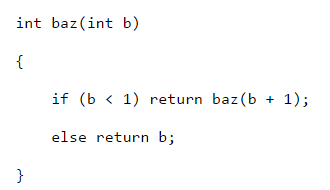 int baz(int b)
{
    if (b < 1) return baz(b + 1);
    else return b;
}